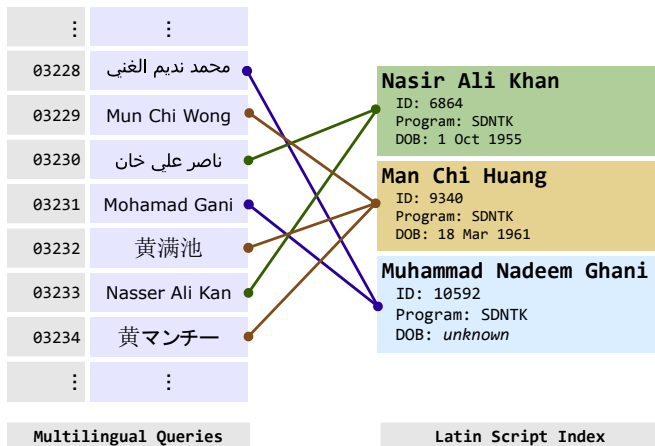 ⋮ ⋮
03228 محمد نديم الغني
03229 Mun Chi Wong
03230 ناصر علي خان
03231 Mohamad Gani
03232 黄满池
03233 Nasser Ali Kan
03234 黄マンチー
⋮ ⋮
Multilingual Queries
Nasir Ali Khan
ID: 6864
Program: SDNTK
DOB: 1 Oct 1955
Man Chi Huang
ID: 9340
Program: SDNTK
DOB: 18 Mar 1961
Muhammad Nadeem Ghani
ID: 10592
Program: SDNTK
DOB: unknown
Latin Script Index